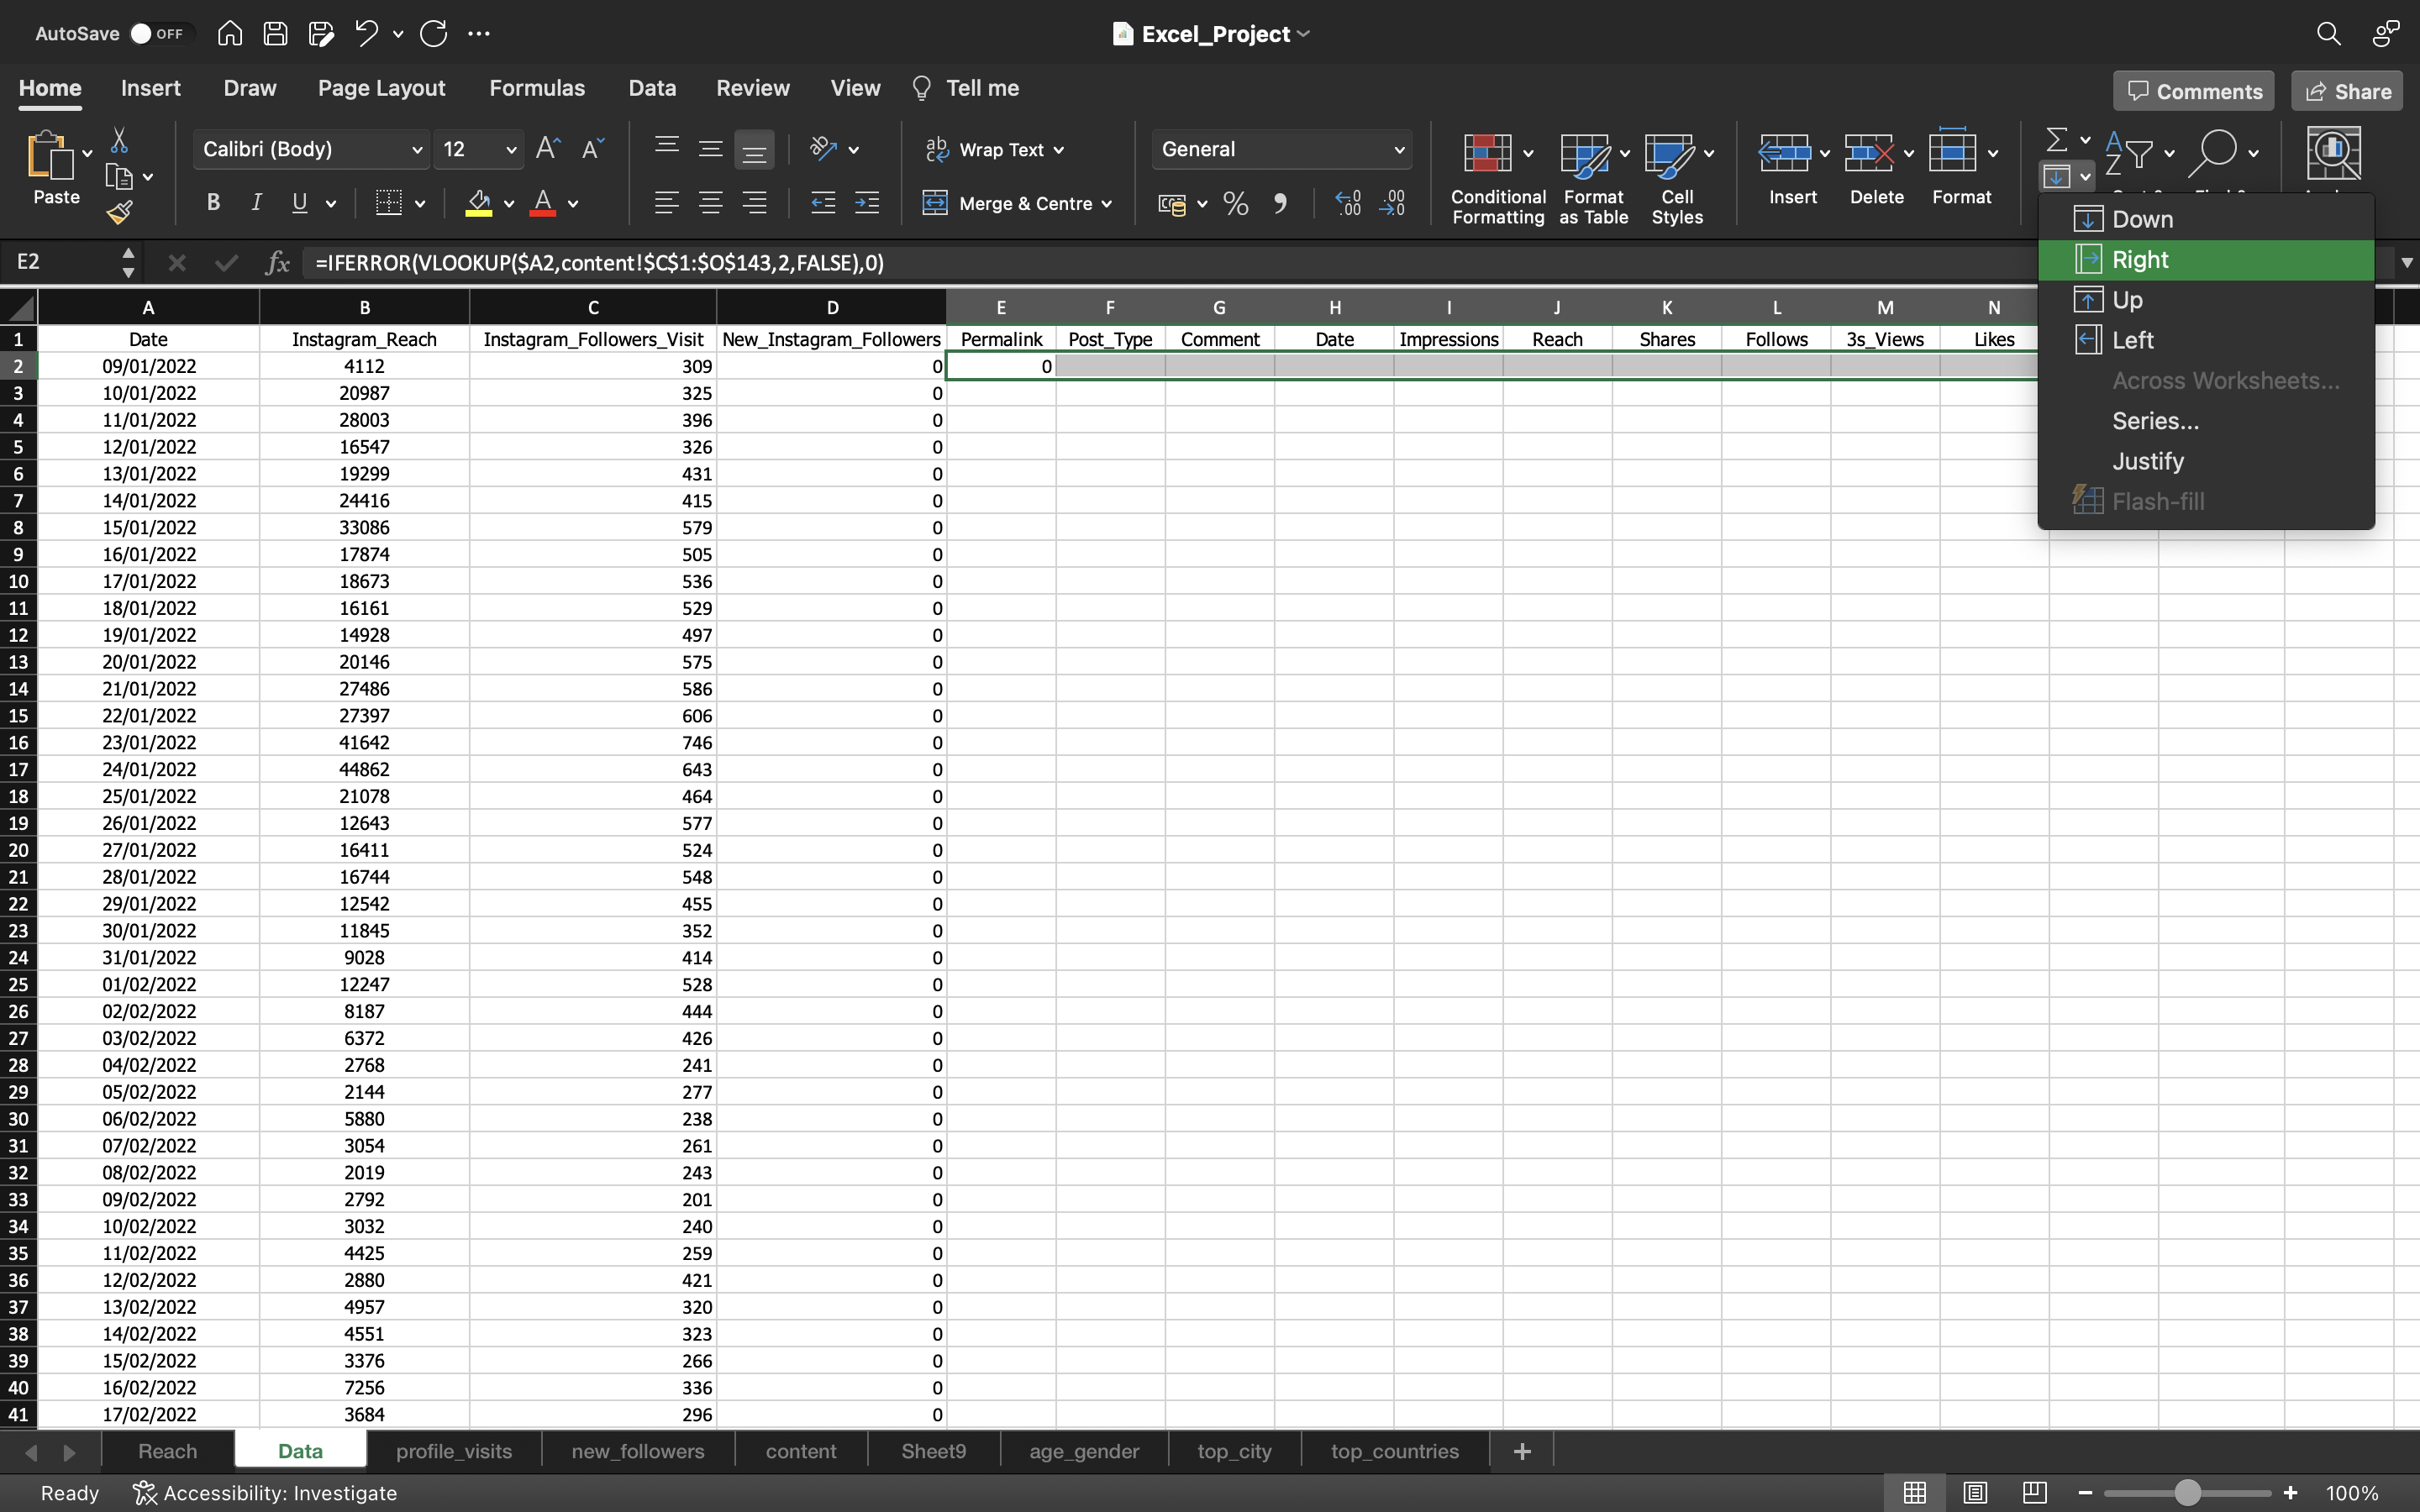 AutoSave OFF Excel_Project
Home Insert Draw Page Layout Formulas Data Review View Tell me Comments Share
Paste Calibri (Body) 12 Wrap Text General
B I U Merge & Centre % Conditional Formatting Format as Table Cell Styles Insert Delete Format
Down
Right
Up
Left
Across Worksheets...
Series...
Justify
Flash-fill
E2 fx =IFERROR(VLOOKUP($A2,content!$C$1:$O$143,2,FALSE),0)
A B C D E F G H I J K L M N
1 Date Instagram_Reach Instagram_Followers_Visit New_Instagram_Followers Permalink Post_Type Comment Date Impressions Reach Shares Follows 3s_Views Likes
2 09/01/2022 4112 309 0 0
3 10/01/2022 20987 325 0
4 11/01/2022 28003 396 0
5 12/01/2022 16547 326 0
6 13/01/2022 19299 431 0
7 14/01/2022 24416 415 0
8 15/01/2022 33086 579 0
9 16/01/2022 17874 505 0
10 17/01/2022 18673 536 0
11 18/01/2022 16161 529 0
12 19/01/2022 14928 497 0
13 20/01/2022 20146 575 0
14 21/01/2022 27486 586 0
15 22/01/2022 27397 606 0
16 23/01/2022 41642 746 0
17 24/01/2022 44862 643 0
18 25/01/2022 21078 464 0
19 26/01/2022 12643 577 0
20 27/01/2022 16411 524 0
21 28/01/2022 16744 548 0
22 29/01/2022 12542 455 0
23 30/01/2022 11845 352 0
24 31/01/2022 9028 414 0
25 01/02/2022 12247 528 0
26 02/02/2022 8187 444 0
27 03/02/2022 6372 426 0
28 04/02/2022 2768 241 0
29 05/02/2022 2144 277 0
30 06/02/2022 5880 238 0
31 07/02/2022 3054 261 0
32 08/02/2022 2019 243 0
33 09/02/2022 2792 201 0
34 10/02/2022 3032 240 0
35 11/02/2022 4425 259 0
36 12/02/2022 2880 421 0
37 13/02/2022 4957 320 0
38 14/02/2022 4551 323 0
39 15/02/2022 3376 266 0
40 16/02/2022 7256 336 0
41 17/02/2022 3684 296 0
Reach Data profile_visits new_followers content Sheet9 age_gender top_city top_countries +
Ready Accessibility: Investigate 100%